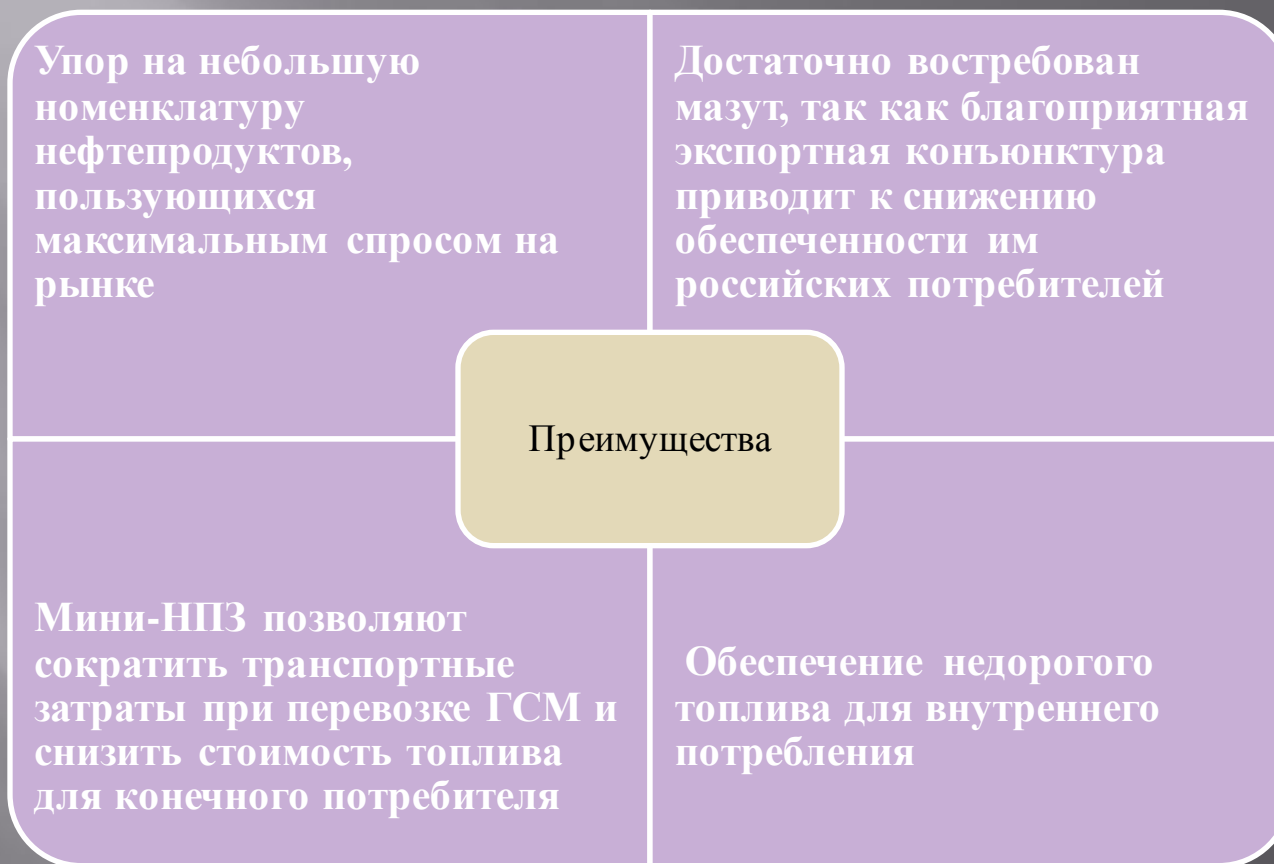 Упор на небольшую
номенклатуру
нефтепродуктов,
пользующихся
максимальным спросом на
рынке
Достаточно востребован
мазут, так как благоприятная
экспортная конъюнктура
приводит к снижению
обеспеченности им
российских потребителей
Преимущества
Мини-НПЗ позволяют
сократить транспортные
затраты при перевозке ГСМ и
снизить стоимость топлива
для конечного потребителя
Обеспечение недорогого
топлива для внутреннего
потребления